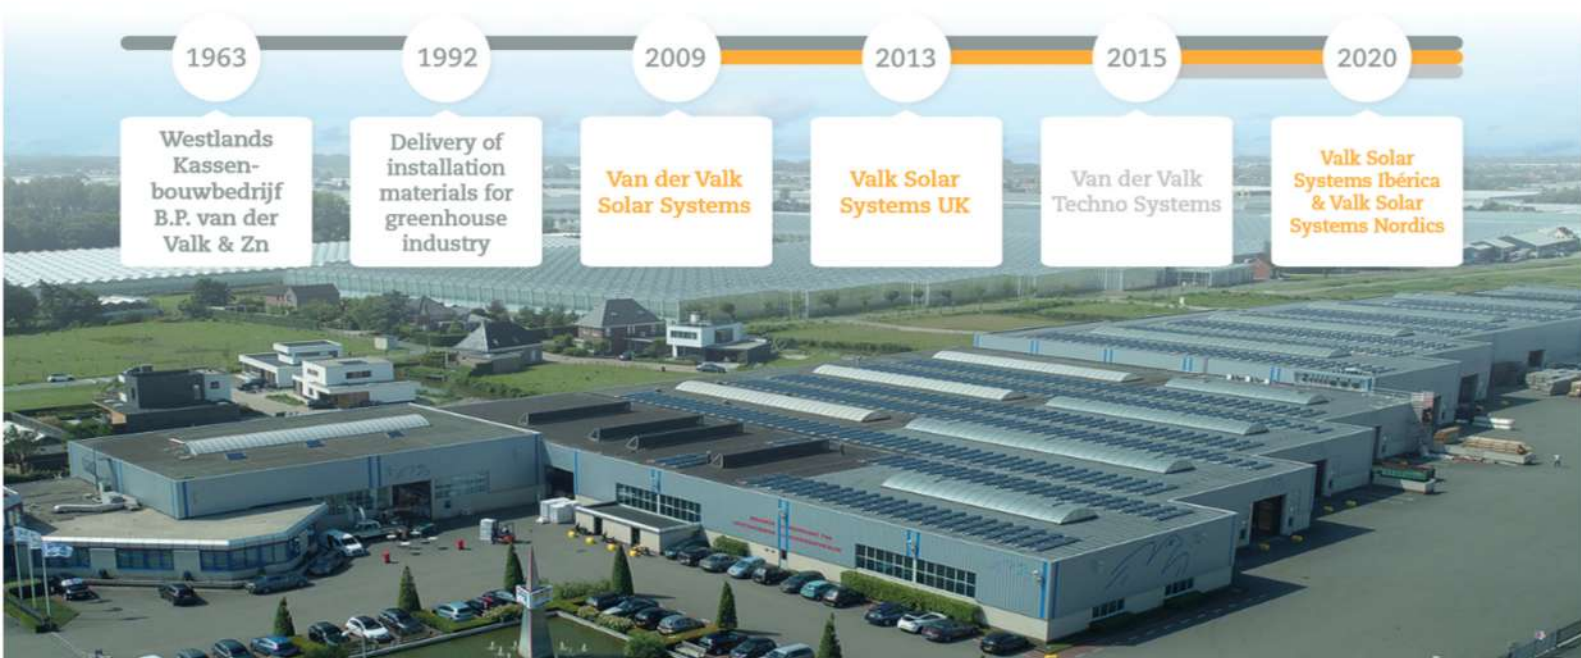 1963
1992
2009
2013
2015
2020
Westlands
Kassen-
bouwbedrijf
B.P. van der
Valk & Zn
Delivery of
installation
materials for
greenhouse
industry
Van der Valk
Solar Systems
Valk Solar
Systems UK
Van der Valk
Techno Systems
Valk Solar
Systems Ibérica
& Valk Solar
Systems Nordics